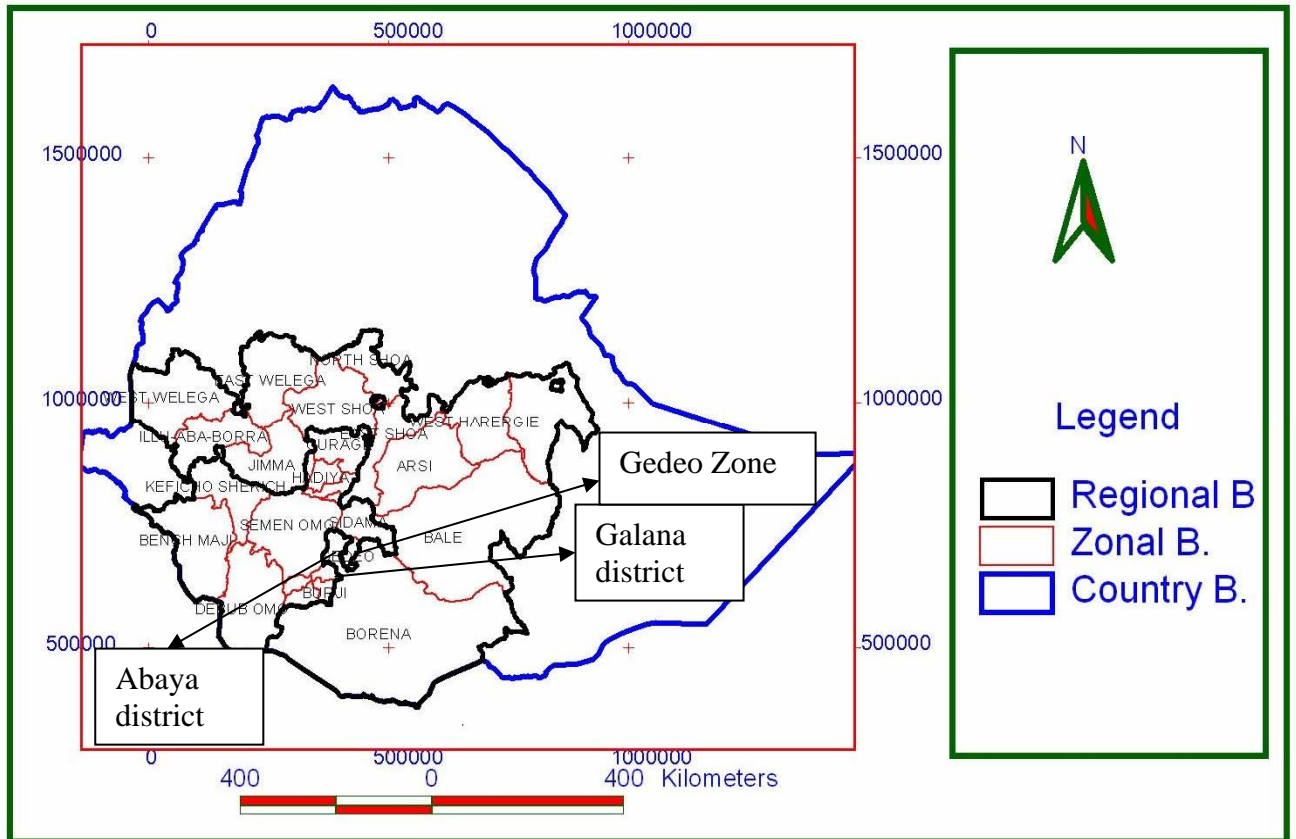 0 500000 1000000
1500000 1500000
N
NORTH SHOA
EAST WELEGA
WEST WELEGA
1000000 1000000
WEST SHOA
WEST HARERGIE
Legend
ILLU ABA-BORRA
EAST SHOA
GURAGE
JIMMA
ARSI
Gedeo Zone
HADIYA
KEFICHO SHERICH
Regional B
SEMEN OMO
SIDAMA
BENCH MAJI
BALE
Galana
district
Zonal B.
BURJI
DEBUB OMO
Country B.
BORENA
500000 500000
Abaya
district
0 500000 1000000
400 0 400 Kilometers